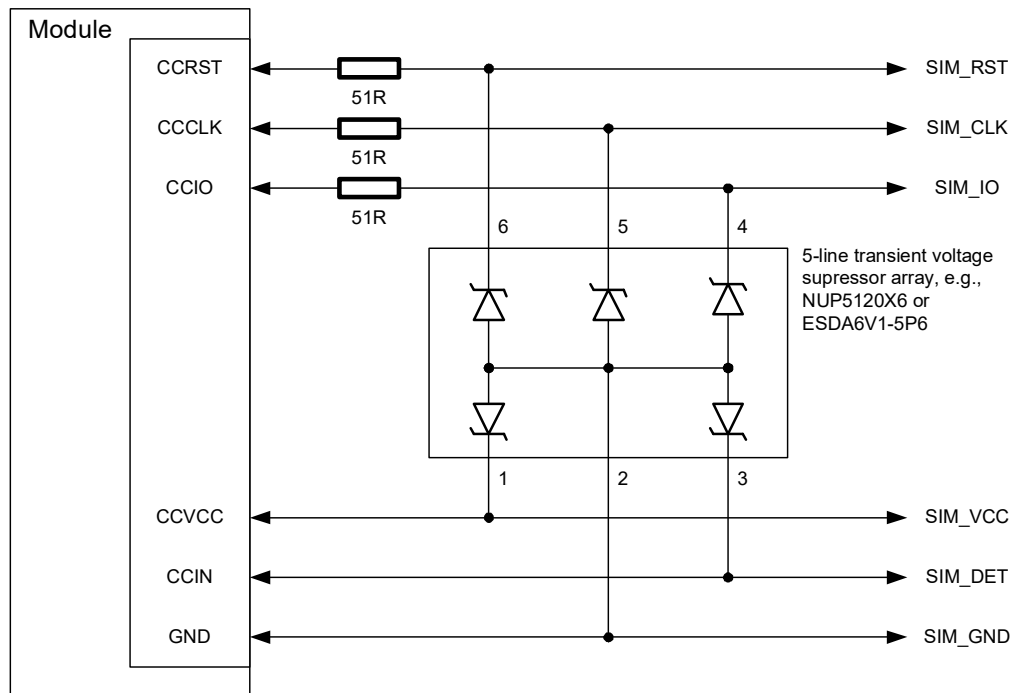 Module
CCRST
51R
SIM_RST
CCCLK
51R
SIM_CLK
CCIO
51R
SIM_IO
6
5
4
5-line transient voltage
supressor array, e.g.,
NUP5120X6 or
ESDA6V1-5P6
1
2
3
CCVCC
SIM_VCC
CCIN
SIM_DET
GND
SIM_GND